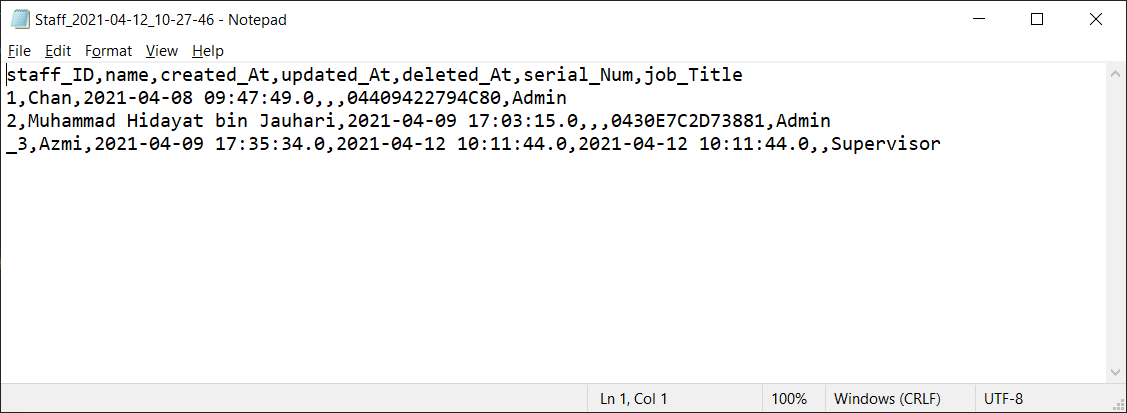 Staff_2021-04-12_10-27-46 - Notepad
File Edit Format View Help
staff_ID,name,created_At,updated_At,deleted_At,serial_Num,job_Title
1,Chan,2021-04-08 09:47:49.0,,,04409422794C80,Admin
2,Muhammad Hidayat bin Jauhari,2021-04-09 17:03:15.0,,,0430E7C2D73881,Admin
_3,Azmi,2021-04-09 17:35:34.0,2021-04-12 10:11:44.0,2021-04-12 10:11:44.0,,Supervisor
Ln 1, Col 1 100% Windows (CRLF) UTF-8